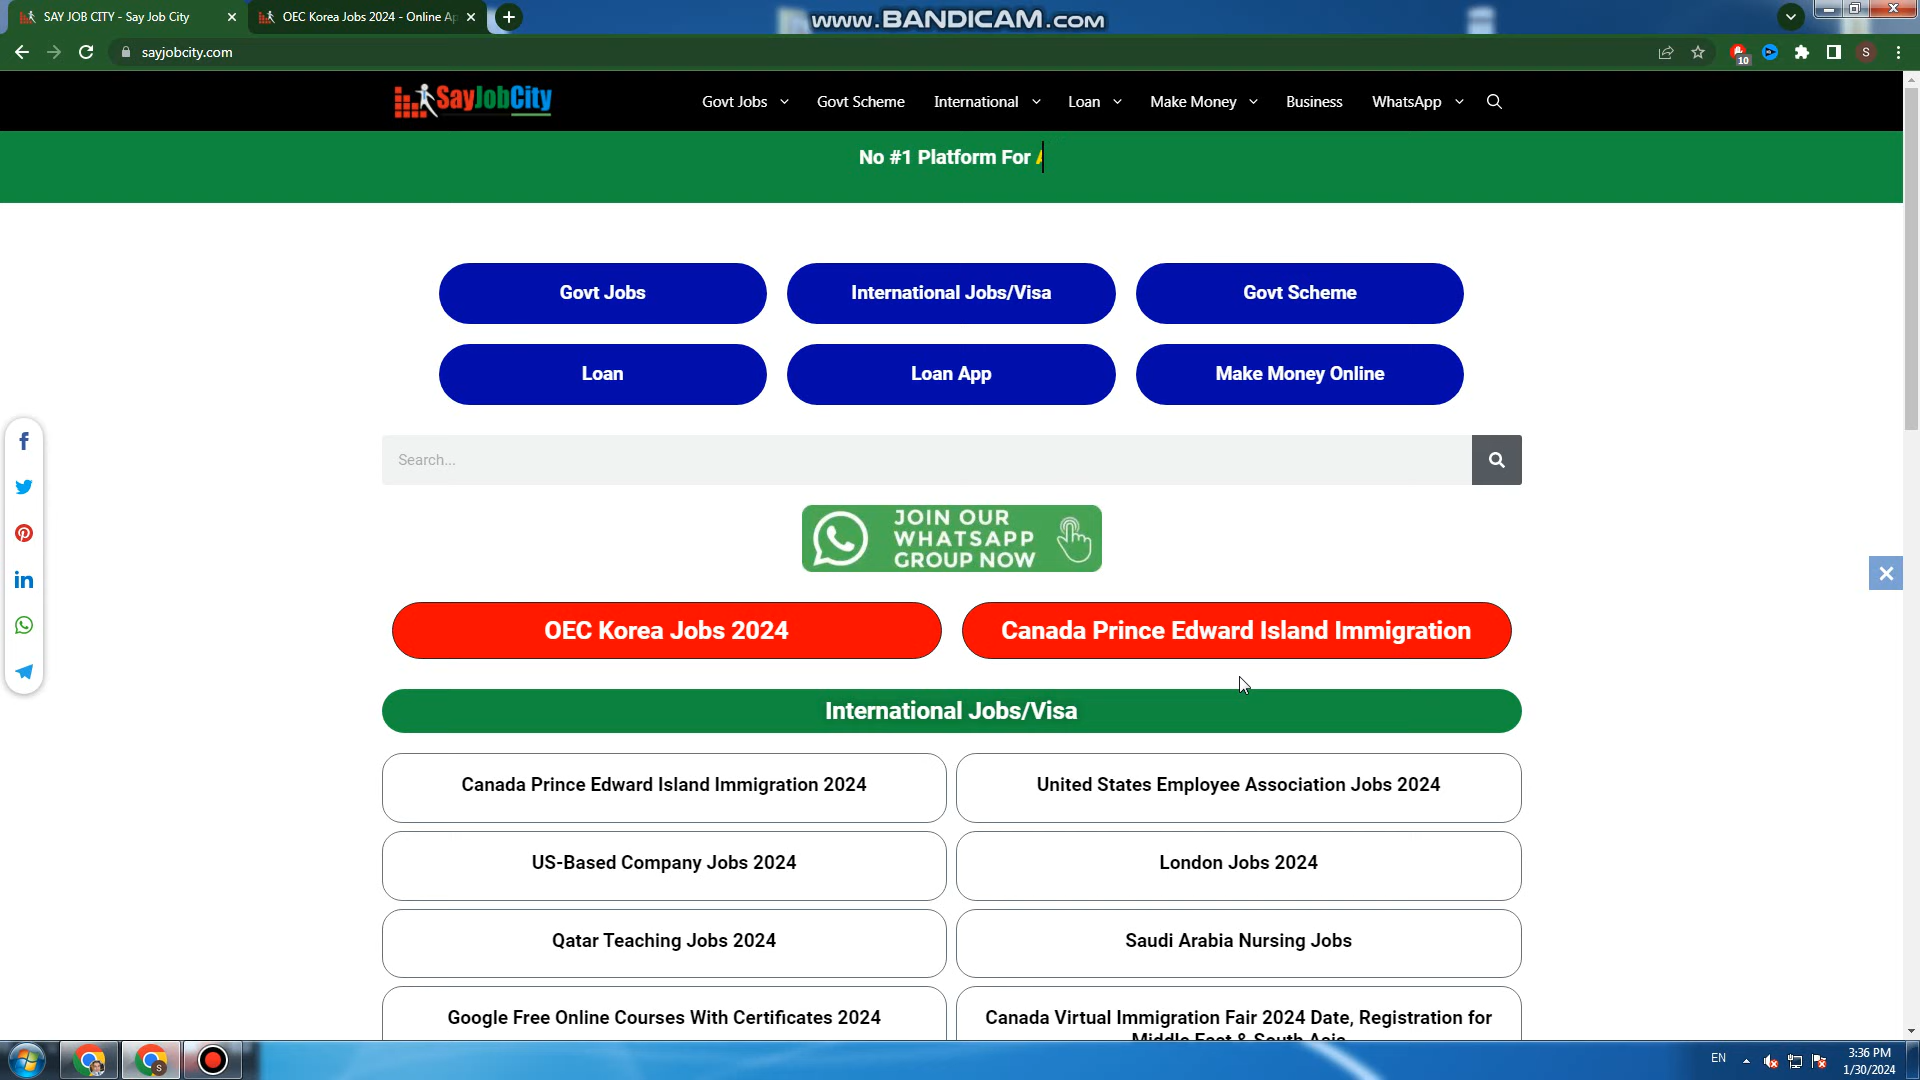 SAY JOB CITY - Say Job City
OEC Korea Jobs 2024 - Online Ap
WWW.BANDICAM.COM
sayjobcity.com
10
S
SayJobCity
Govt Jobs
Govt Scheme
International
Loan
Make Money
Business
WhatsApp
No #1 Platform For A
Govt Jobs
International Jobs/Visa
Govt Scheme
Loan
Loan App
Make Money Online
Search...
JOIN OUR
WHATSAPP
GROUP NOW
OEC Korea Jobs 2024
Canada Prince Edward Island Immigration
International Jobs/Visa
Canada Prince Edward Island Immigration 2024
United States Employee Association Jobs 2024
US-Based Company Jobs 2024
London Jobs 2024
Qatar Teaching Jobs 2024
Saudi Arabia Nursing Jobs
Google Free Online Courses With Certificates 2024
Canada Virtual Immigration Fair 2024 Date, Registration for
Middle East & South Asia
EN
3:36 PM
1/30/2024